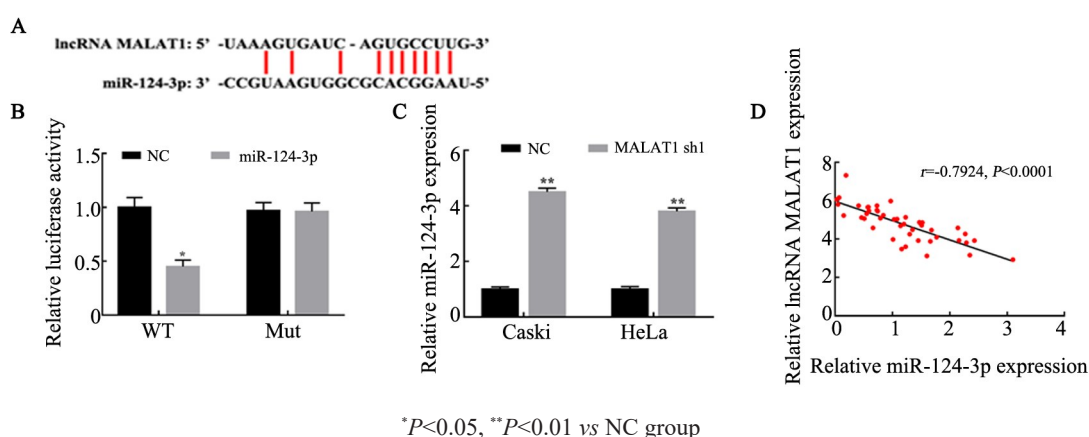 A
lncRNA MALAT1: 5’ -UAAAGUGAUC - AGUGCCUUG-3’
miR-124-3p: 3’ -CCGUAAGUGGCGCACGGAAU-5’
B
Relative luciferase activity
NC
miR-124-3p
1.5
1.0
0.5
0
*
WT
Mut
C
Relative miR-124-3p expression
NC
MALAT1 sh1
6
4
2
0
**
**
Caski
HeLa
D
Relative lncRNA MALAT1 expression
r=-0.7924, P<0.0001
8
6
4
2
0
0 1 2 3 4
Relative miR-124-3p expression
*P<0.05, **P<0.01 vs NC group